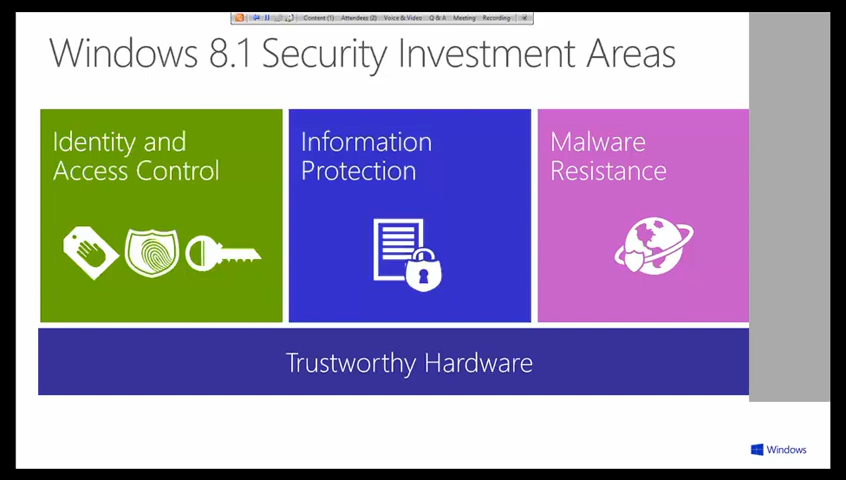 Content (1) Attendees (2) Voice & Video Q & A Meeting Recording
Windows 8.1 Security Investment Areas
Identity and
Access Control
Information
Protection
Malware
Resistance
Trustworthy Hardware
Windows